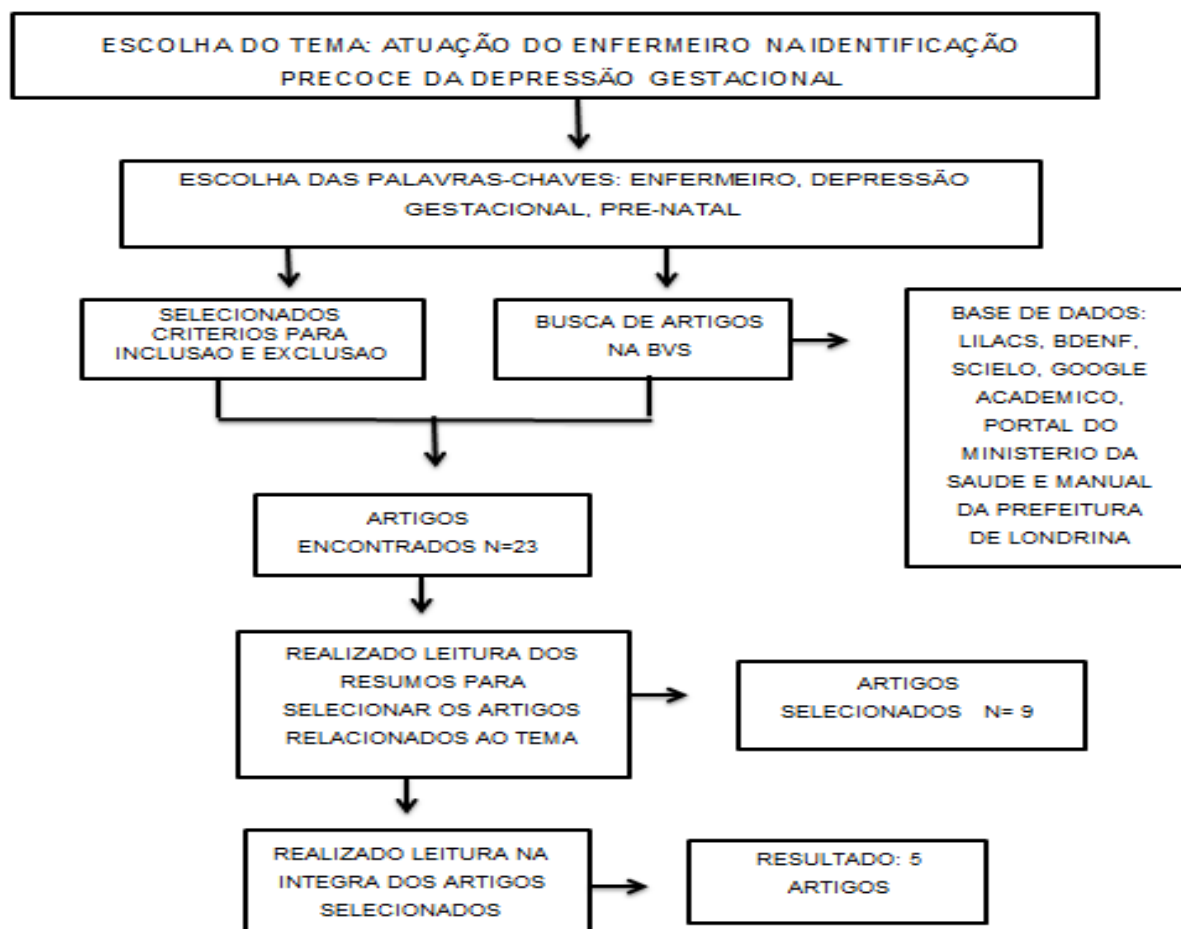 ESCOLHA DO TEMA: ATUAÇÃO DO ENFERMEIRO NA IDENTIFICAÇÃO
PRECOCE DA DEPRESSÃO GESTACIONAL
ESCOLHA DAS PALAVRAS-CHAVES: ENFERMEIRO, DEPRESSÃO
GESTACIONAL, PRE-NATAL
SELECIONADOS
CRITERIOS PARA
INCLUSAO E EXCLUSAO
BUSCA DE ARTIGOS
NA BVS
BASE DE DADOS:
LILACS, BDENF,
SCIELO, GOOGLE
ACADEMICO,
PORTAL DO
MINISTERIO DA
SAUDE E MANUAL
DA PREFEITURA
DE LONDRINA
ARTIGOS
ENCONTRADOS N=23
REALIZADO LEITURA DOS
RESUMOS PARA
SELECIONAR OS ARTIGOS
RELACIONADOS AO TEMA
ARTIGOS
SELECIONADOS N= 9
REALIZADO LEITURA NA
INTEGRA DOS ARTIGOS
SELECIONADOS
RESULTADO: 5
ARTIGOS